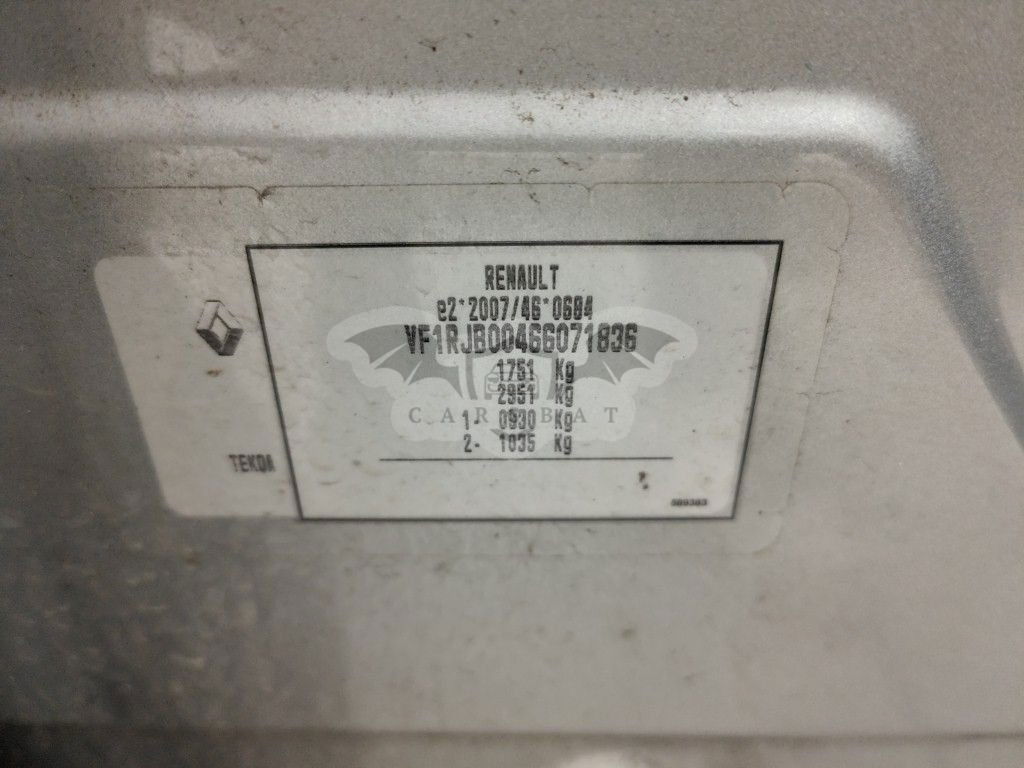 RENAULT
e2*2007/46*0684
VF1RJB00466071836
1751 Kg
2951 Kg
CAR BAT
1- 0930 Kg
2- 1035 Kg
TEKDA